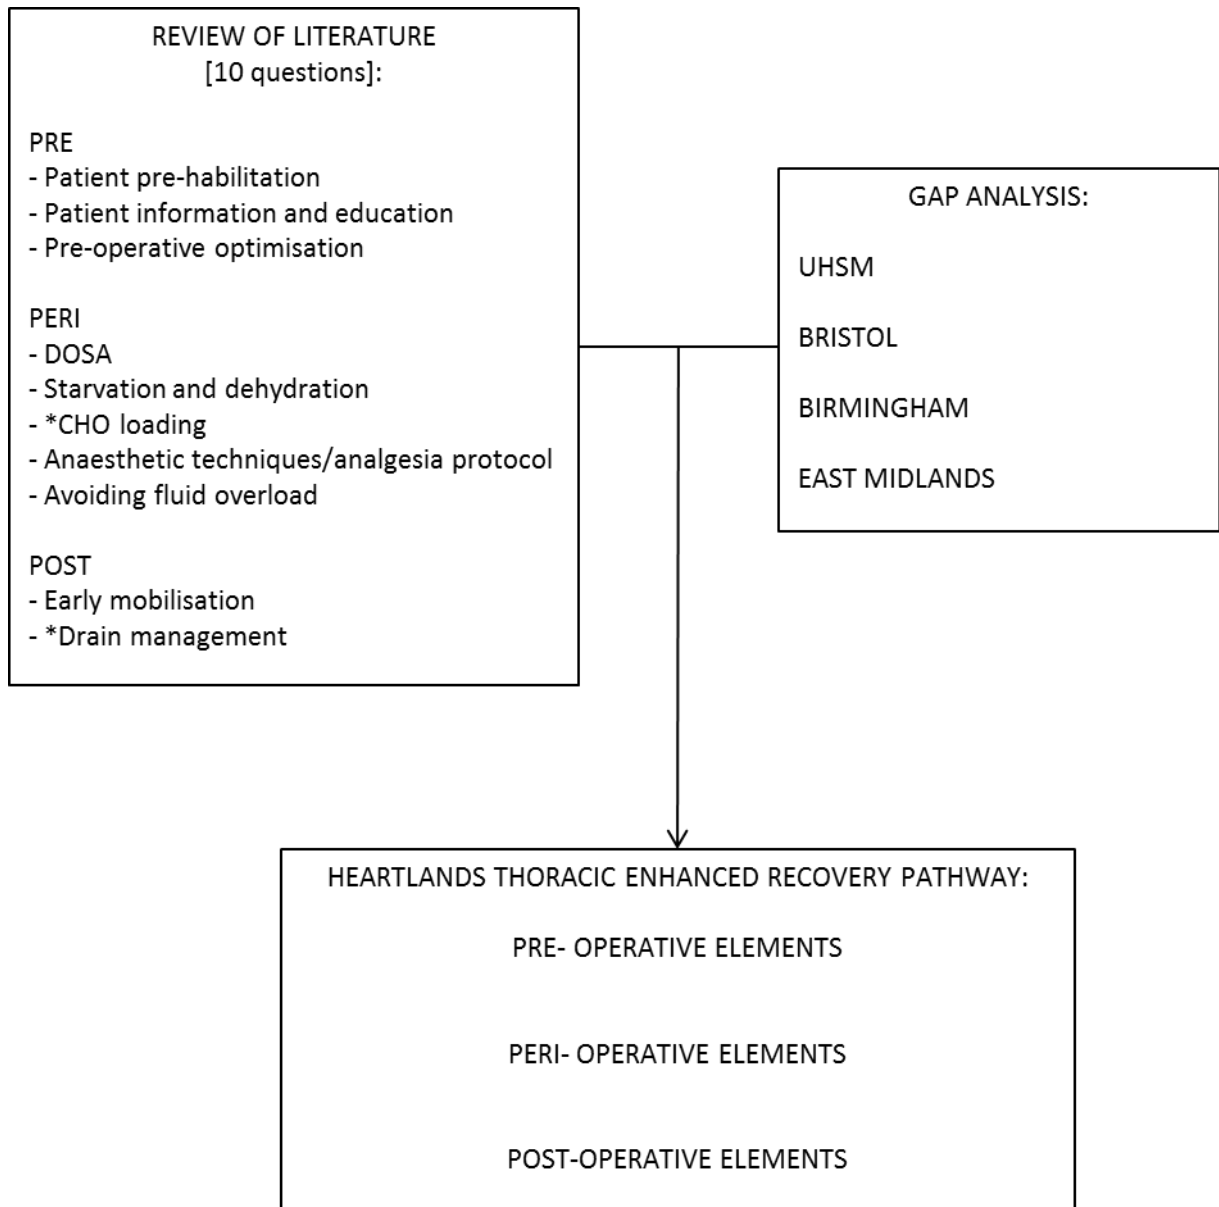 REVIEW OF LITERATURE
[10 questions]:
PRE
- Patient pre-habilitation
- Patient information and education
- Pre-operative optimisation
PERI
- DOSA
- Starvation and dehydration
- *CHO loading
- Anaesthetic techniques/analgesia protocol
- Avoiding fluid overload
POST
- Early mobilisation
- *Drain management
GAP ANALYSIS:
UHSM
BRISTOL
BIRMINGHAM
EAST MIDLANDS
HEARTLANDS THORACIC ENHANCED RECOVERY PATHWAY:
PRE- OPERATIVE ELEMENTS
PERI- OPERATIVE ELEMENTS
POST-OPERATIVE ELEMENTS